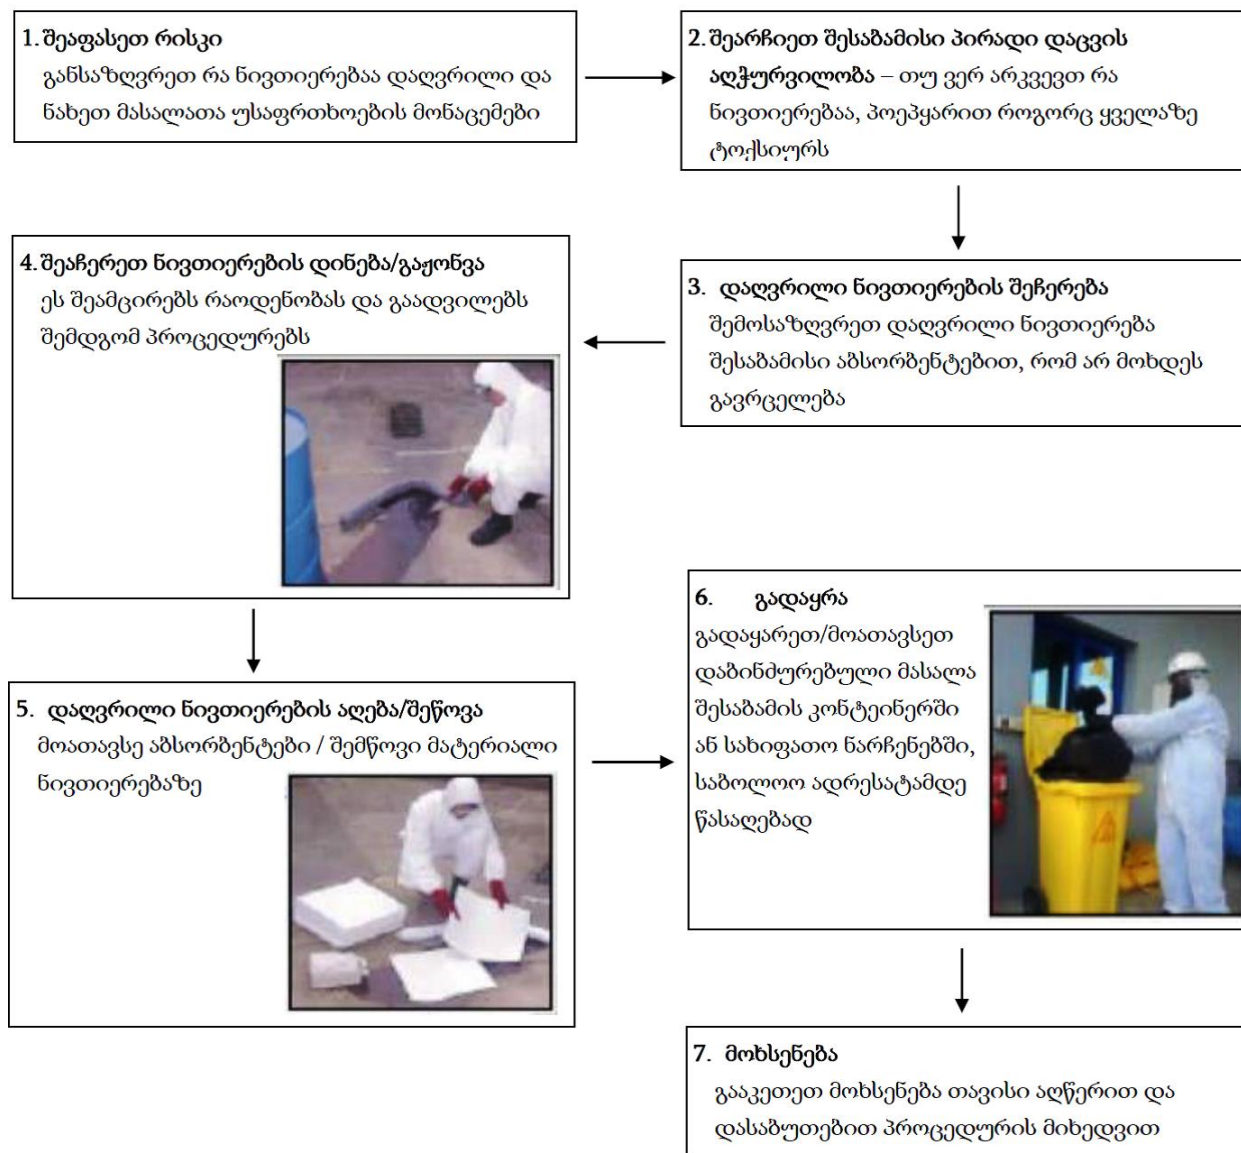 1. შეაფასეთ რისკი
განსაზღვრეთ რა ნივთიერებაა დაღვრილი და
ნახეთ მასალათა უსაფრთხოების მონაცემები
2. შეარჩიეთ შესაბამისი პირადი დაცვის
აღჭურვილობა – თუ ვერ არკვევთ რა
ნივთიერებაა, პოეპყარით როგორც ყველაზე
ტოქსიურს
3. დაღვრილი ნივთიერების შეჩერება
შემოსაზღვრეთ დაღვრილი ნივთიერება
შესაბამისი აბსორბენტებით, რომ არ მოხდეს
გავრცელება
4. შეაჩერეთ ნივთიერების დინება/გაჟონვა
ეს შეამცირებს რაოდენობას და გაადვილებს
შემდგომ პროცედურებს
5. დაღვრილი ნივთიერების აღება/შეწოვა
მოათავსე აბსორბენტები / შემწოვი მატერიალი
ნივთიერებაზე
6. გადაყრა
გადაყარეთ/მოათავსეთ
დაბინძურებული მასალა
შესაბამის კონტეინერში
ან სახიფათო ნარჩენებში,
საბოლოო ადრესატამდე
წასაღებად
7. მოხსენება
გააკეთეთ მოხსენება თავისი აღწერით და
დასაბუთებით პროცედურის მიხედვით